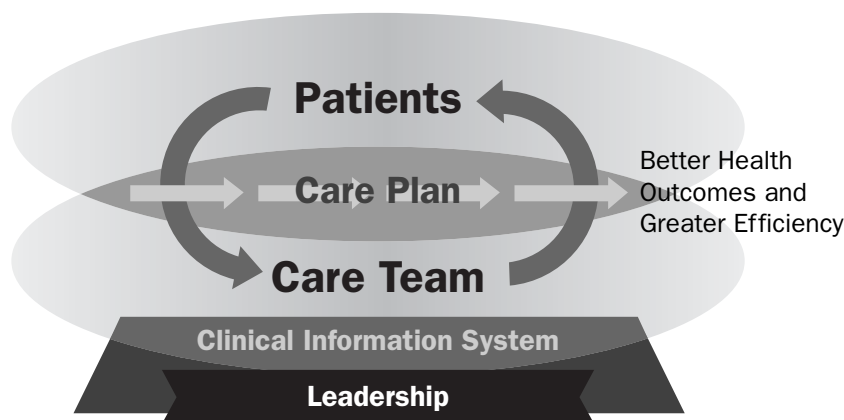 Patients
Care Plan
Better Health
Outcomes and
Greater Efficiency
Care Team
Clinical Information System
Leadership